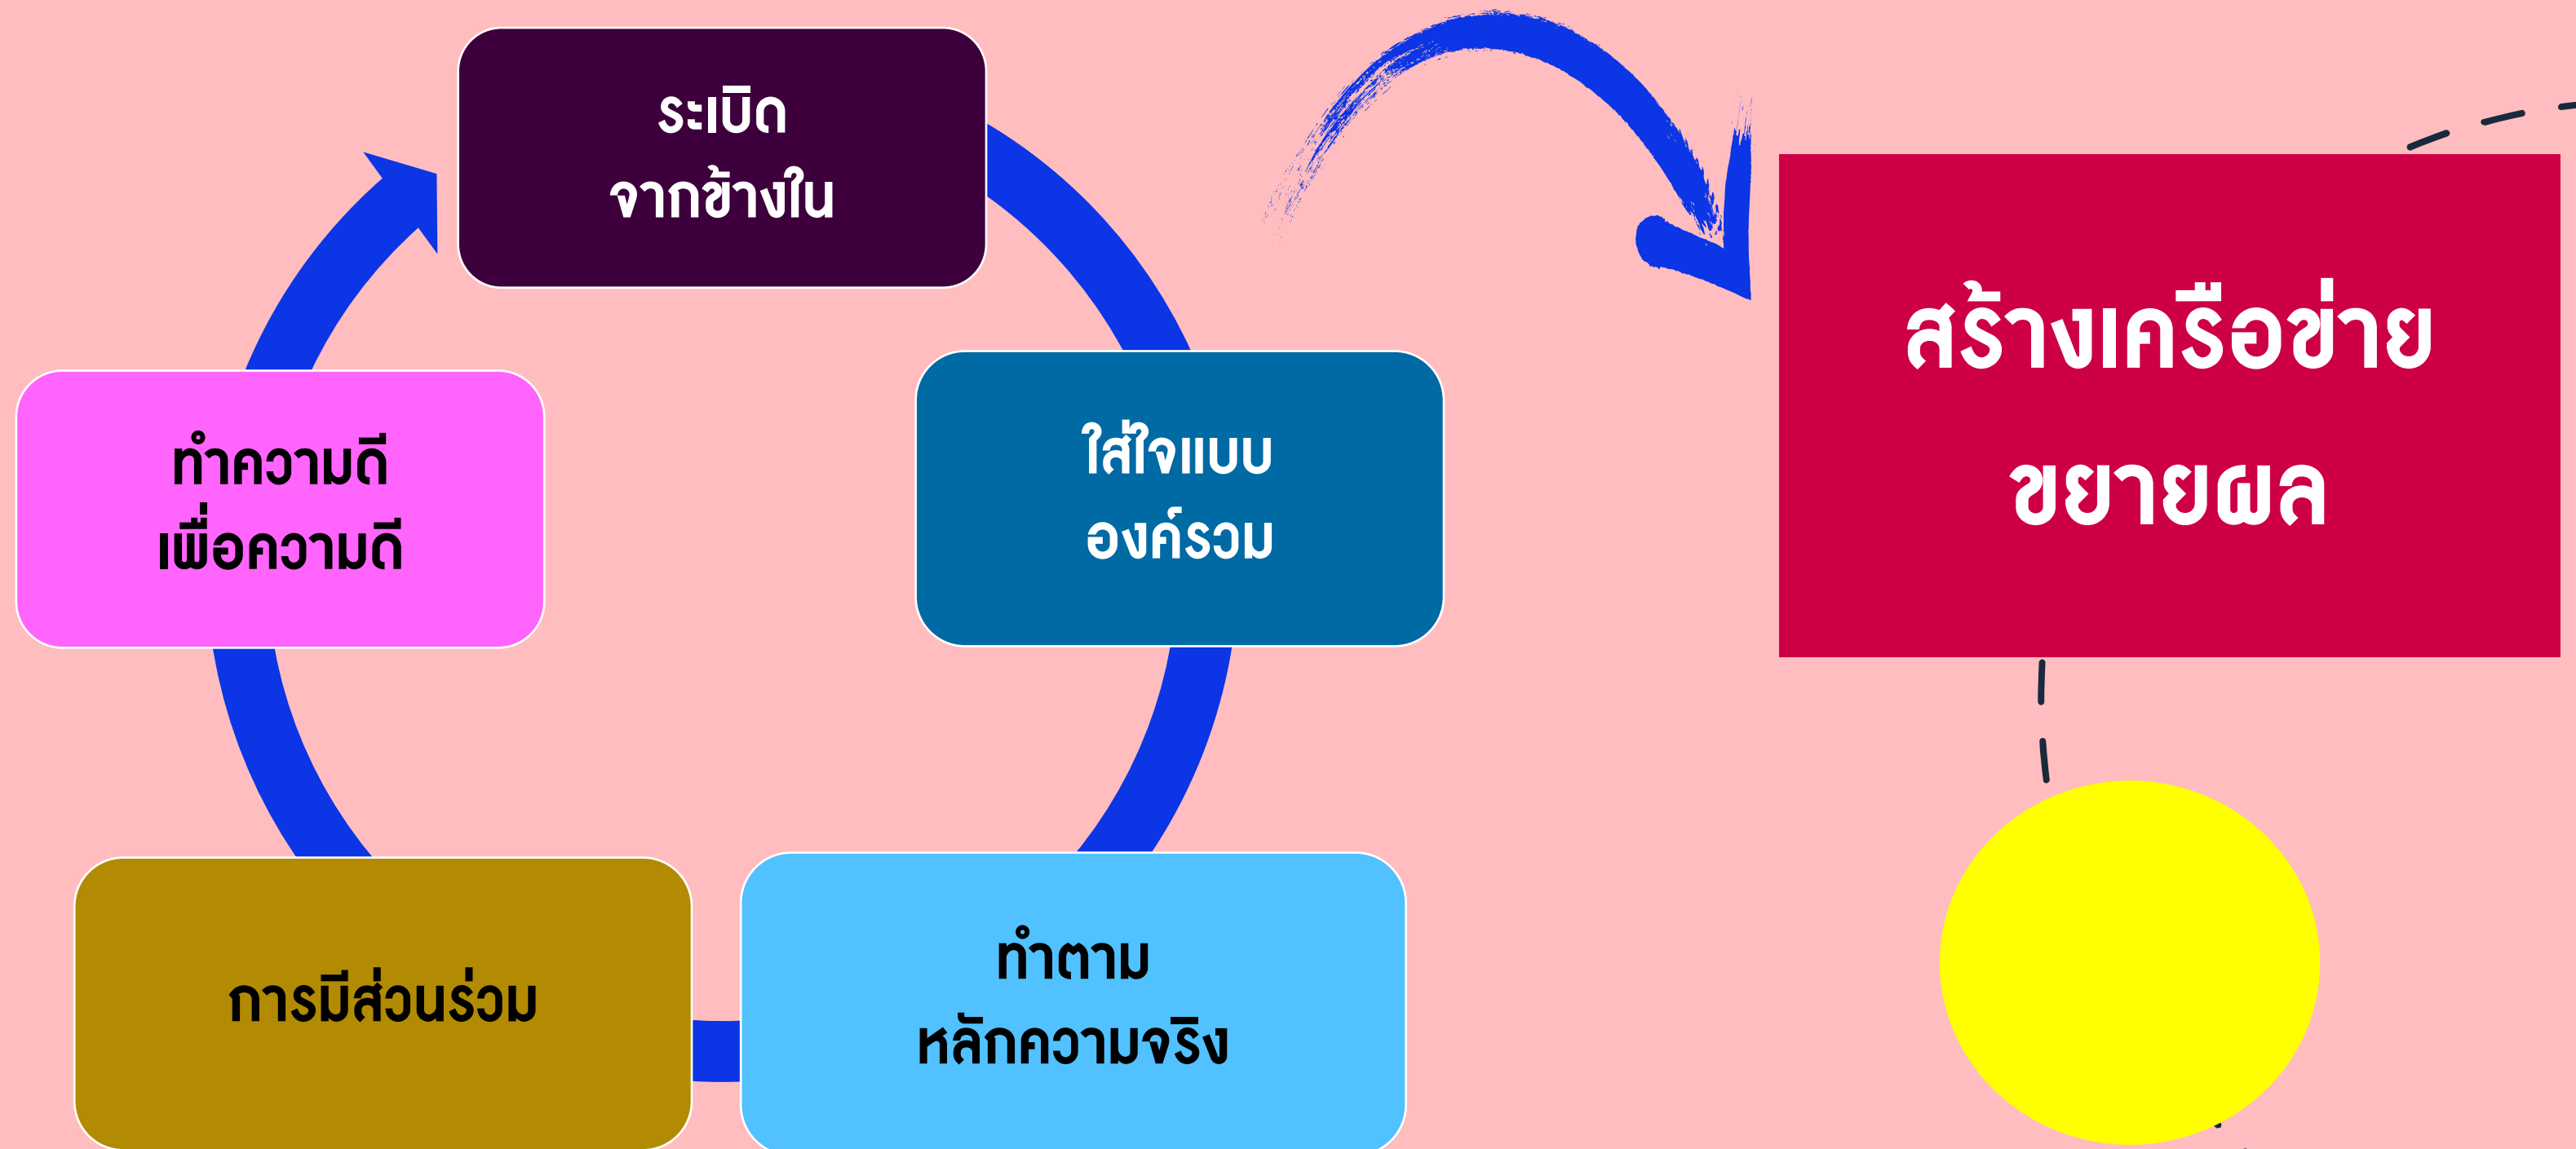 ระเบิด
จากข้างใน
ใส่ใจแบบ
องค์รวม
ทำตาม
หลักความจริง
การมีส่วนร่วม
ทำความดี
เพื่อความดี
สร้างเครือข่าย
ขยายผล